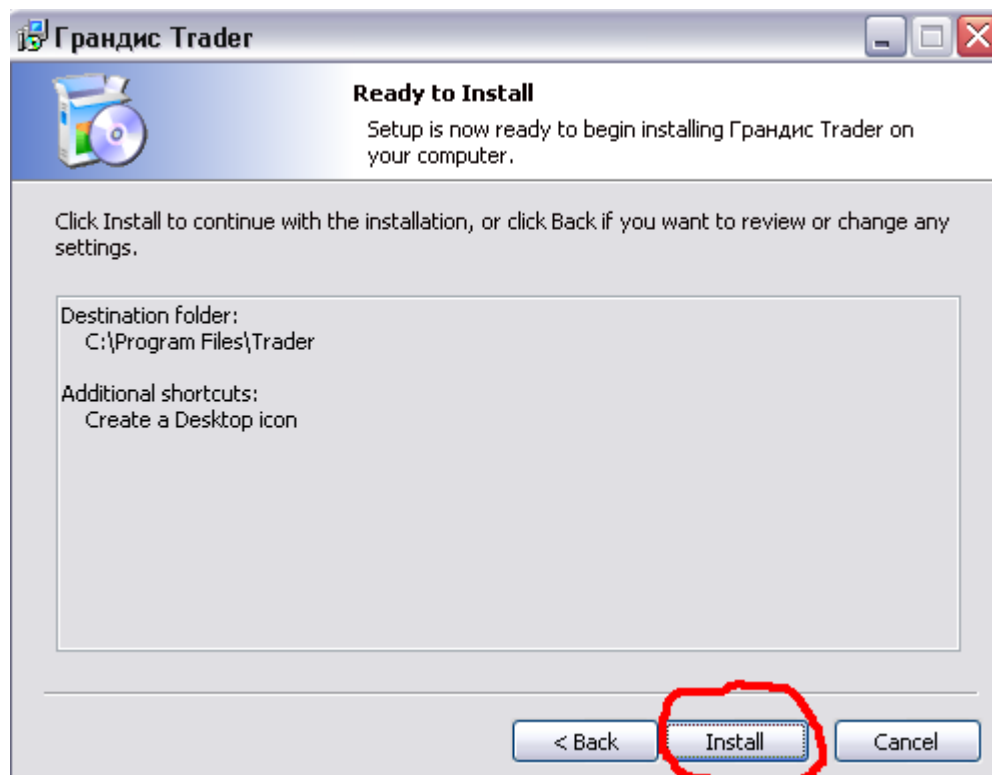 Грандис Trader
Ready to Install
Setup is now ready to begin installing Грандис Trader on
your computer.
Click Install to continue with the installation, or click Back if you want to review or change any
settings.
Destination folder:
C:\Program Files\Trader
Additional shortcuts:
Create a Desktop icon
< Back Install Cancel